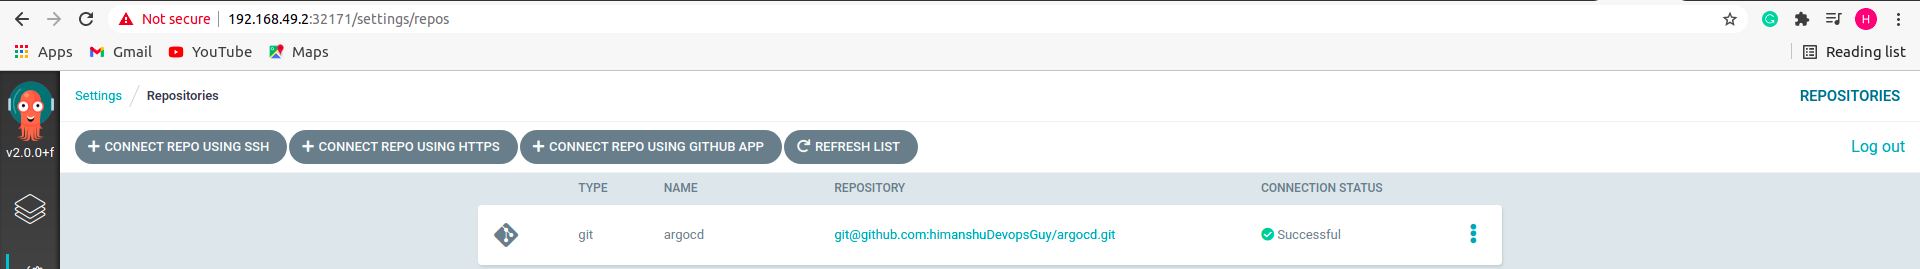 Not secure 192.168.49.2:32171/settings/repos
H
Apps Gmail YouTube Maps Reading list
Settings / Repositories REPOSITORIES
v2.0.0+f
CONNECT REPO USING SSH CONNECT REPO USING HTTPS CONNECT REPO USING GITHUB APP REFRESH LIST Log out
TYPE NAME REPOSITORY CONNECTION STATUS
git argocd git@github.com:himanshuDevopsGuy/argocd.git Successful